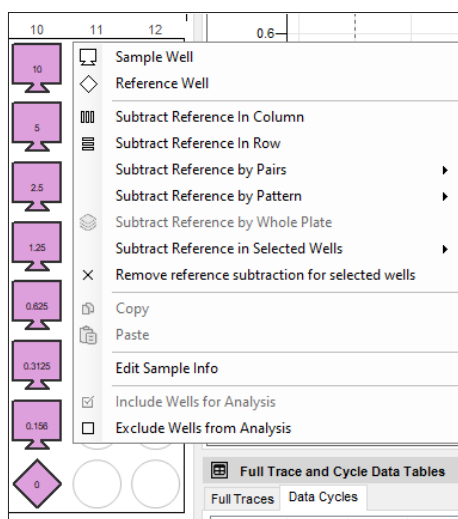 10 11 12
0.6
10
5
2.5
1.25
0.625
0.3125
0.156
0
Sample Well
Reference Well
Subtract Reference In Column
Subtract Reference In Row
Subtract Reference by Pairs
Subtract Reference by Pattern
Subtract Reference by Whole Plate
Subtract Reference in Selected Wells
Remove reference subtraction for selected wells
Copy
Paste
Edit Sample Info
Include Wells for Analysis
Exclude Wells from Analysis
Full Trace and Cycle Data Tables
Full Traces Data Cycles